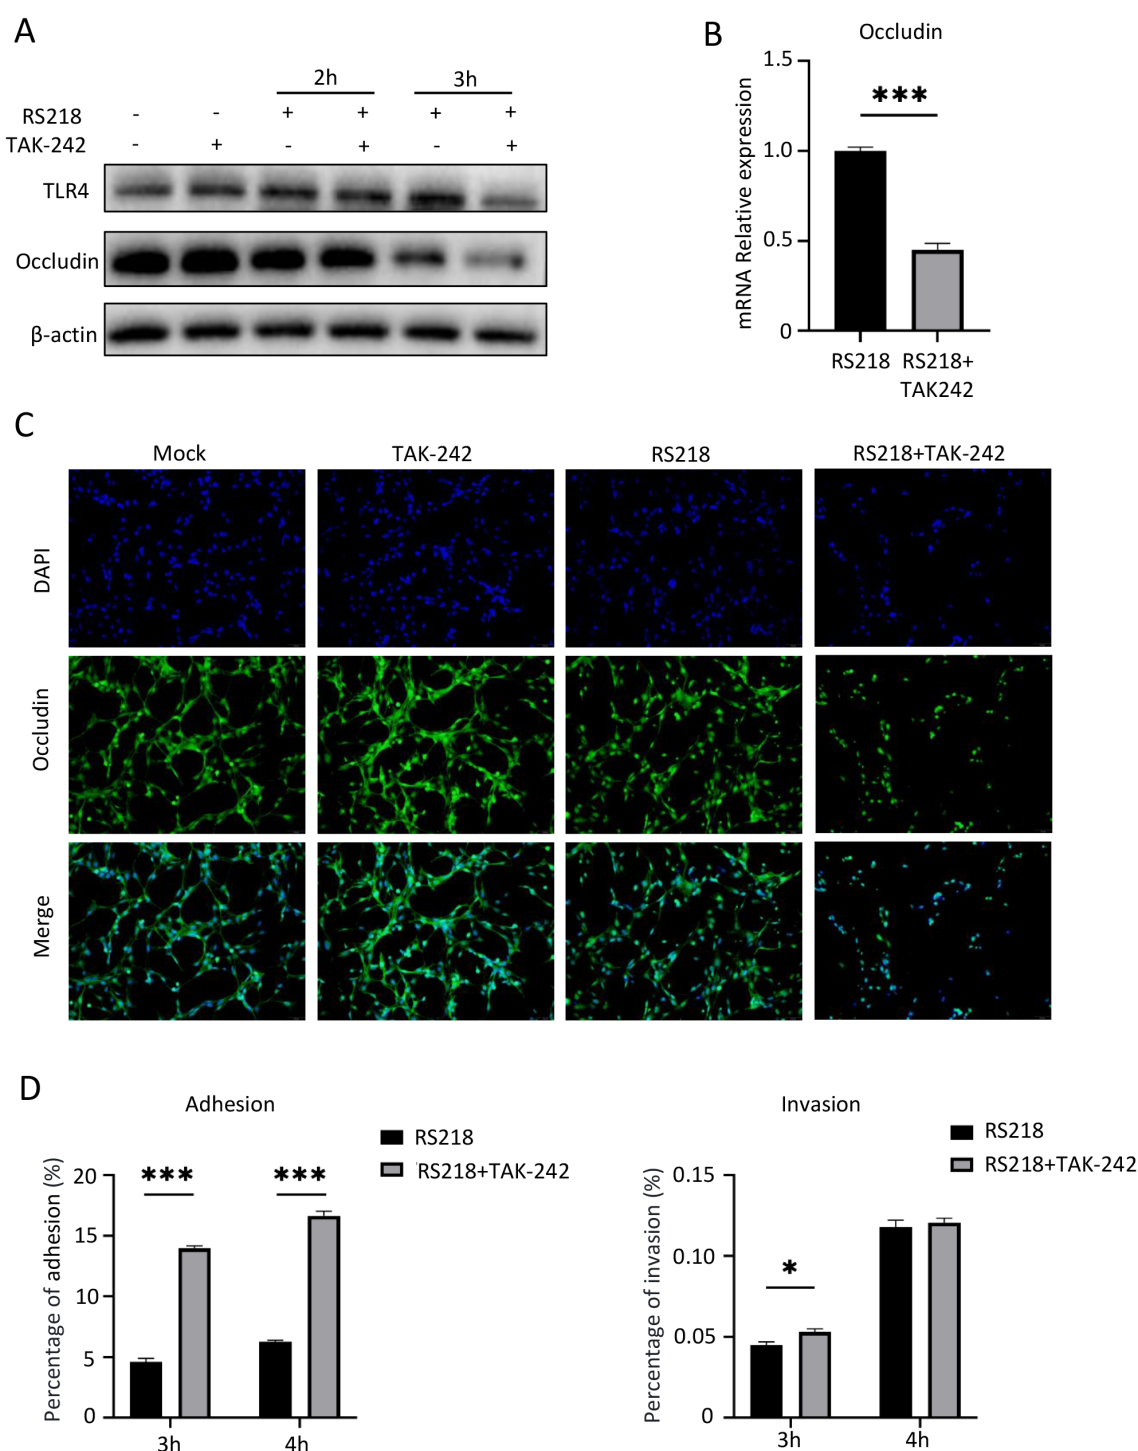 A
2h 3h
RS218 - - + + + +
TAK-242 - + - + - +
TLR4
Occludin
β-actin
B
Occludin
mRNA Relative expression
1.5
1.0
0.5
0
***
RS218 RS218+
TAK242
C
Mock TAK-242 RS218 RS218+TAK-242
DAPI
Occludin
Merge
D
Adhesion
RS218
RS218+TAK-242
Percentage of adhesion (%)
20
15
10
5
0
*** ***
3h 4h
Invasion
RS218
RS218+TAK-242
Percentage of invasion (%)
0.15
0.10
0.05
0
*
3h 4h